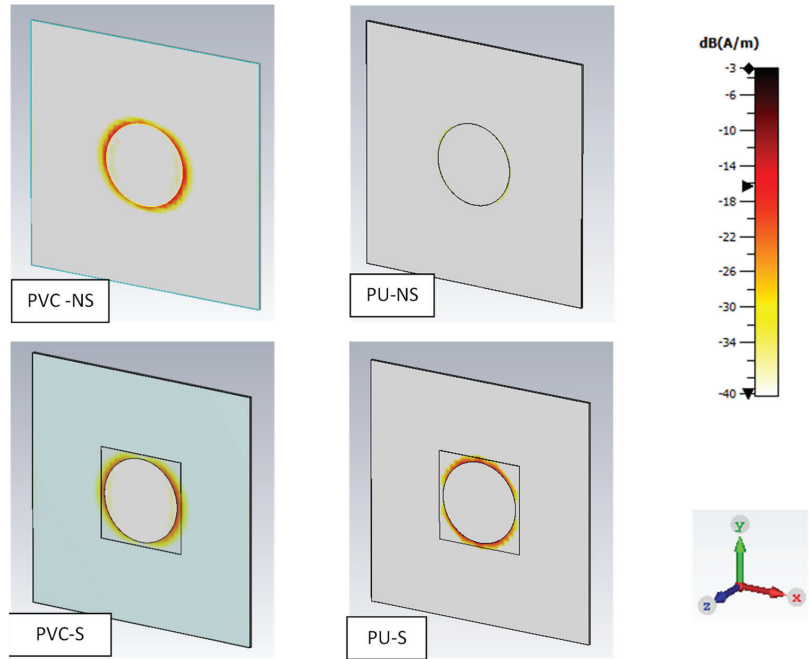 dB(A/m)
-3
-6
-10
-14
-18
-22
-26
-30
-34
-40
PVC -NS
PU-NS
PVC-S
PU-S
y
z
x